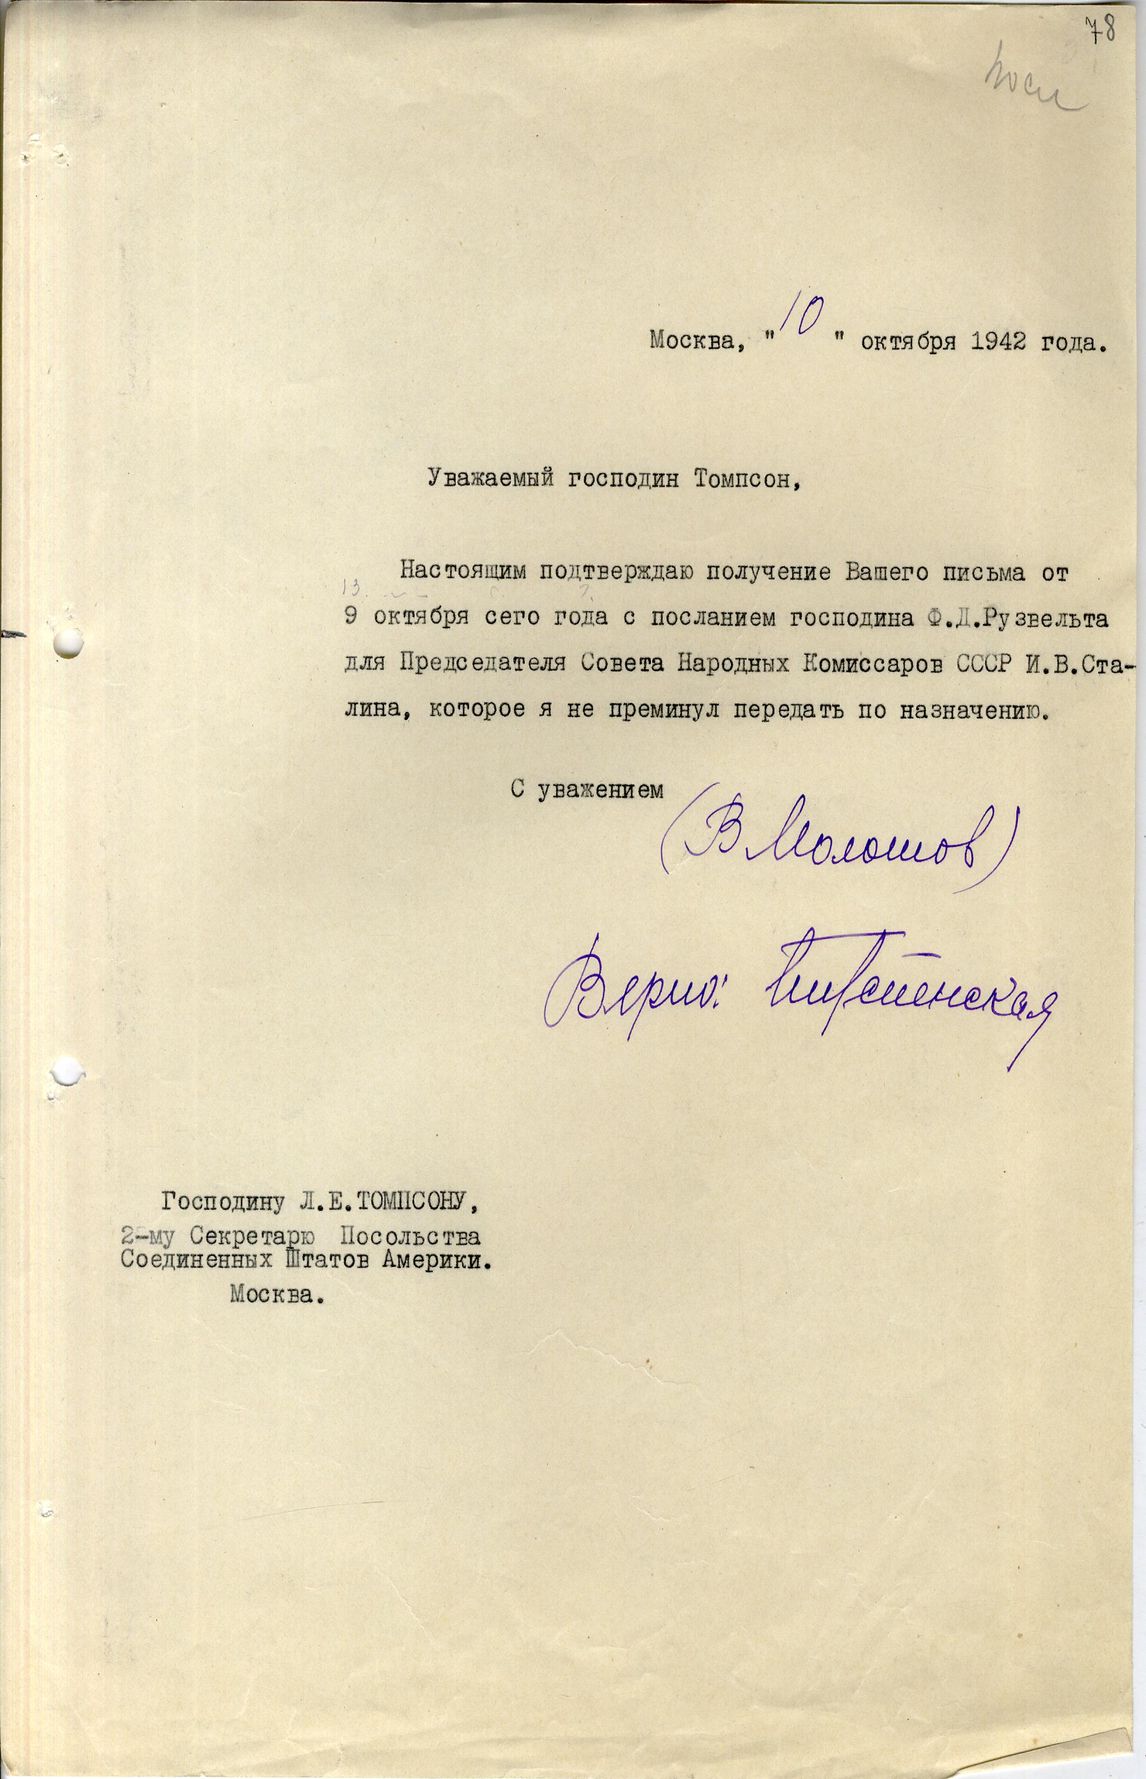 78
Москва, "10" октября 1942 года.
Уважаемый господин Томпсон,
Настоящим подтверждаю получение Вашего письма от
9 октября сего года с посланием господина Ф.Д.Рузвельта
для Председателя Совета Народных Комиссаров СССР И.В.Ста-
лина, которое я не преминул передать по назначению.
С уважением
(В Молотов)
Верно:
Господину Л.Е.ТОМПСОНУ,
2-му Секретарю Посольства
Соединенных Штатов Америки.
Москва.